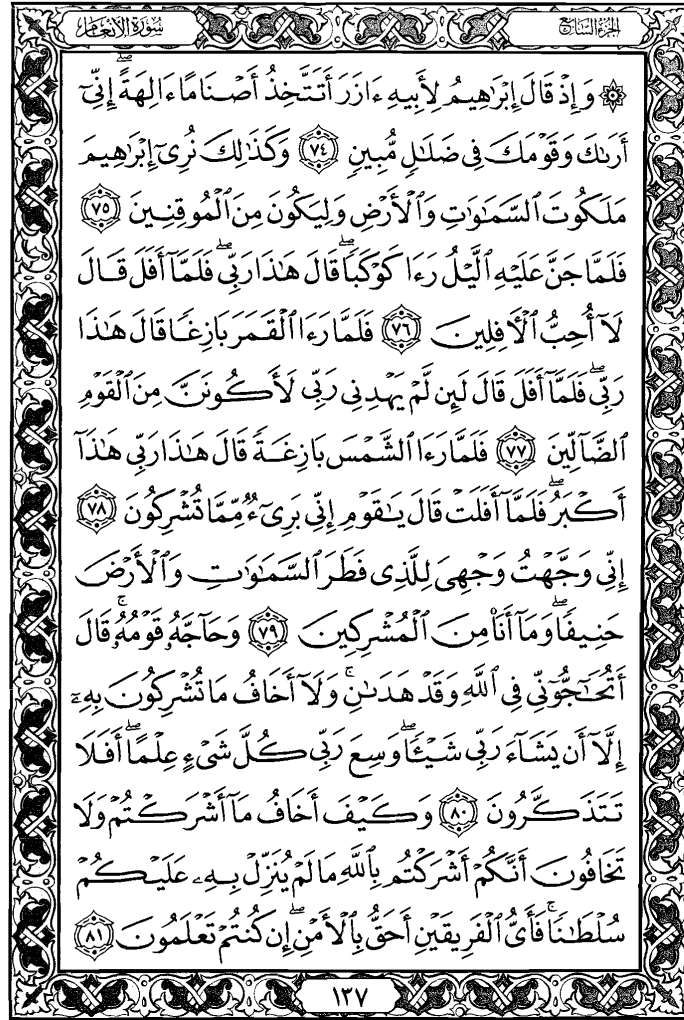 الجزء السابع
سورة الأنعام
۞ وَإِذْ قَالَ إِبْرَٰهِيمُ لِأَبِيهِ ءَازَرَ أَتَتَّخِذُ أَصْنَامًا ءَالِهَةً ۖ إِنِّىٓ
أَرَىٰكَ وَقَوْمَكَ فِى ضَلَٰلٍ مُّبِينٍ ٧٤ وَكَذَٰلِكَ نُرِىٓ إِبْرَٰهِيمَ
مَلَكُوتَ ٱلسَّمَٰوَٰتِ وَٱلْأَرْضِ وَلِيَكُونَ مِنَ ٱلْمُوقِنِينَ ٧٥
فَلَمَّا جَنَّ عَلَيْهِ ٱلَّيْلُ رَءَا كَوْكَبًا ۖ قَالَ هَٰذَا رَبِّى ۖ فَلَمَّآ أَفَلَ قَالَ
لَآ أُحِبُّ ٱلْأَفِلِينَ ٧٦ فَلَمَّا رَءَا ٱلْقَمَرَ بَازِغًا قَالَ هَٰذَا
رَبِّى ۖ فَلَمَّآ أَفَلَ قَالَ لَئِن لَّمْ يَهْدِنِى رَبِّى لَأَكُونَنَّ مِنَ ٱلْقَوْمِ
ٱلضَّآلِّينَ ٧٧ فَلَمَّا رَءَا ٱلشَّمْسَ بَازِغَةً قَالَ هَٰذَا رَبِّى هَٰذَآ
أَكْبَرُ ۖ فَلَمَّآ أَفَلَتْ قَالَ يَٰقَوْمِ إِنِّى بَرِىٓءٌ مِّمَّا تُشْرِكُونَ ٧٨
إِنِّى وَجَّهْتُ وَجْهِىَ لِلَّذِى فَطَرَ ٱلسَّمَٰوَٰتِ وَٱلْأَرْضَ
حَنِيفًا ۖ وَمَآ أَنَا۠ مِنَ ٱلْمُشْرِكِينَ ٧٩ وَحَآجَّهُۥ قَوْمُهُۥ ۚ قَالَ
أَتُحَٰٓجُّوٓنِّى فِى ٱللَّهِ وَقَدْ هَدَىٰنِ ۚ وَلَآ أَخَافُ مَا تُشْرِكُونَ بِهِۦٓ
إِلَّآ أَن يَشَآءَ رَبِّى شَيْـًٔا ۖ وَسِعَ رَبِّى كُلَّ شَىْءٍ عِلْمًا ۖ أَفَلَا
تَتَذَكَّرُونَ ٨٠ وَكَيْفَ أَخَافُ مَآ أَشْرَكْتُمْ وَلَا
تَخَافُونَ أَنَّكُمْ أَشْرَكْتُم بِٱللَّهِ مَا لَمْ يُنَزِّلْ بِهِۦ عَلَيْكُمْ
سُلْطَٰنًا ۚ فَأَىُّ ٱلْفَرِيقَيْنِ أَحَقُّ بِٱلْأَمْنِ ۖ إِن كُنتُمْ تَعْلَمُونَ ٨١
١٣٧